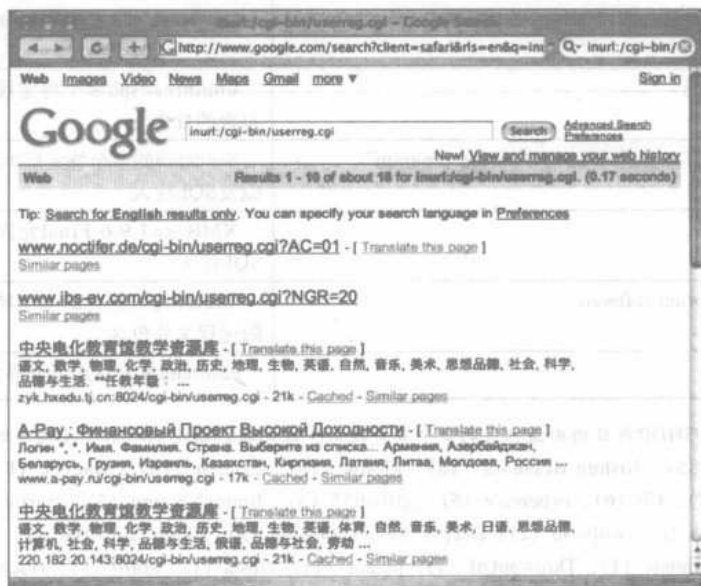 inurl:/cgi-bin/userreg.cgi - Google Search
http://www.google.com/search?client=safari&rls=en&q=inu
inurl:/cgi-bin/
Web Images Video News Maps Gmail more ▼ Sign in
Google
inurl:/cgi-bin/userreg.cgi
Search
Advanced Search
Preferences
New! View and manage your web history
Web Results 1 - 10 of about 18 for inurl:/cgi-bin/userreg.cgi. (0.17 seconds)
Tip: Search for English results only. You can specify your search language in Preferences
www.noctifer.de/cgi-bin/userreg.cgi?AC=01 - [ Translate this page ]
Similar pages
www.ibs-ev.com/cgi-bin/userreg.cgi?NGR=20
Similar pages
中央电化教育馆教学资源库 - [ Translate this page ]
语文, 数学, 物理, 化学, 政治, 历史, 地理, 生物, 英语, 自然, 音乐, 美术, 思想品德, 社会, 科学,
品德与生活. **任教年级 : ...
zyk.hxedu.tj.cn:8024/cgi-bin/userreg.cgi - 21k - Cached - Similar pages
A-Pay : Финансовый Проект Высокой Доходности - [ Translate this page ]
Логин *, *. Имя. Фамилия. Страна. Выберите из списка... Армения, Азербайджан,
Беларусь, Грузия, Израиль, Казахстан, Киргизия, Латвия, Литва, Молдова, Россия ...
www.a-pay.ru/cgi-bin/userreg.cgi - 17k - Cached - Similar pages
中央电化教育馆教学资源库 - [ Translate this page ]
语文, 数学, 物理, 化学, 政治, 历史, 地理, 生物, 英语, 体育, 自然, 音乐, 美术, 日语, 思想品德,
计算机, 社会, 科学, 品德与生活, 俄语, 品德与社会, 劳动 ...
220.182.20.143:8024/cgi-bin/userreg.cgi - 21k - Cached - Similar pages